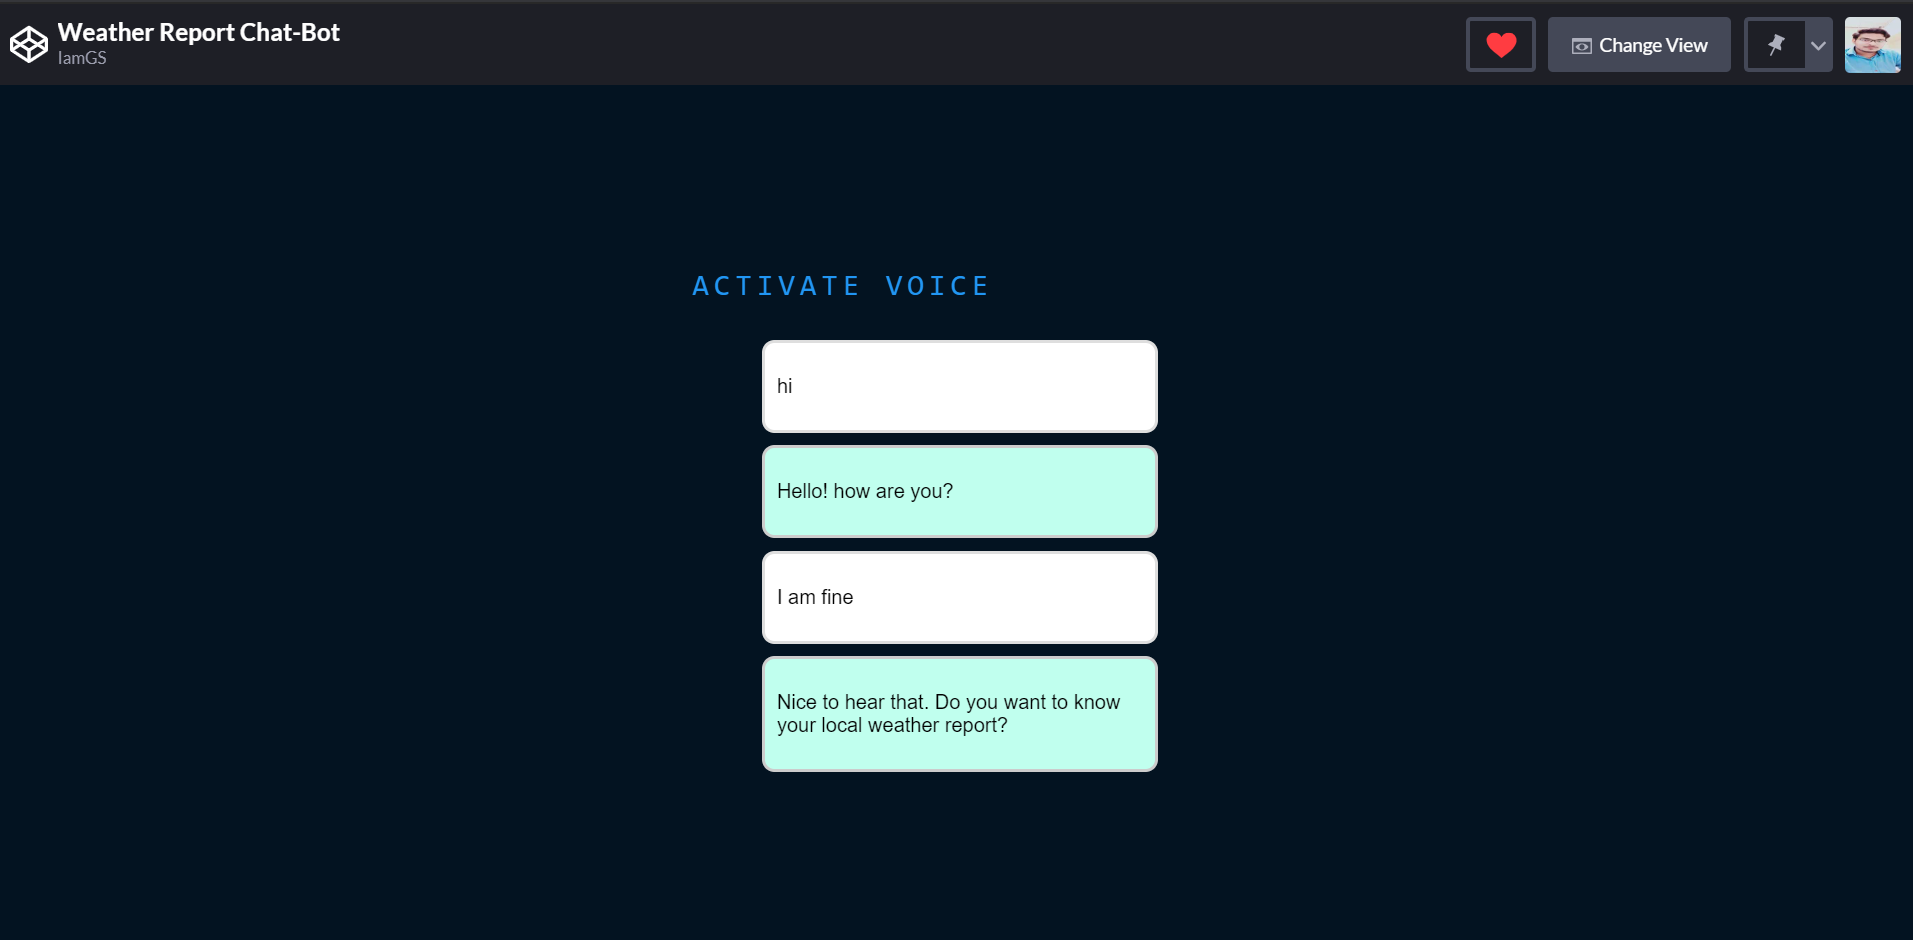 Weather Report Chat-Bot
IamGS
Change View
ACTIVATE VOICE
hi
Hello! how are you?
I am fine
Nice to hear that. Do you want to know
your local weather report?